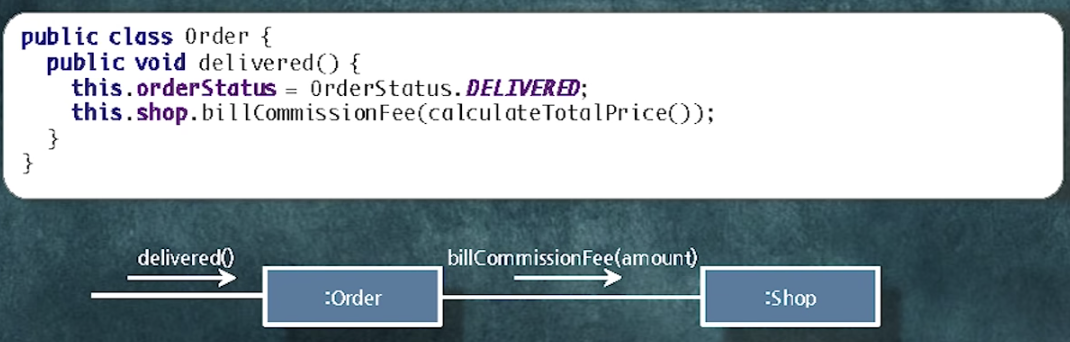 public class Order {
  public void delivered() {
    this.orderStatus = OrderStatus.DELIVERED;
    this.shop.billCommissionFee(calculateTotalPrice());
  }
}
delivered()
billCommissionFee(amount)
:Order
:Shop